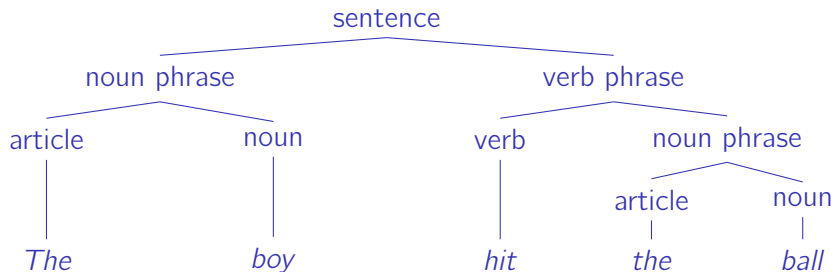 sentence
noun phrase verb phrase
article noun verb noun phrase
article noun
The boy hit the ball